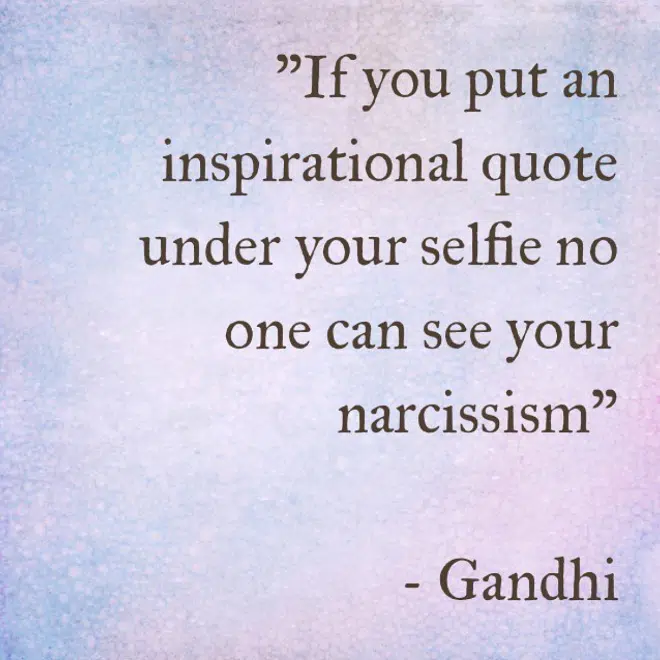 ”If you put an
inspirational quote
under your selfie no
one can see your
narcissism”
- Gandhi